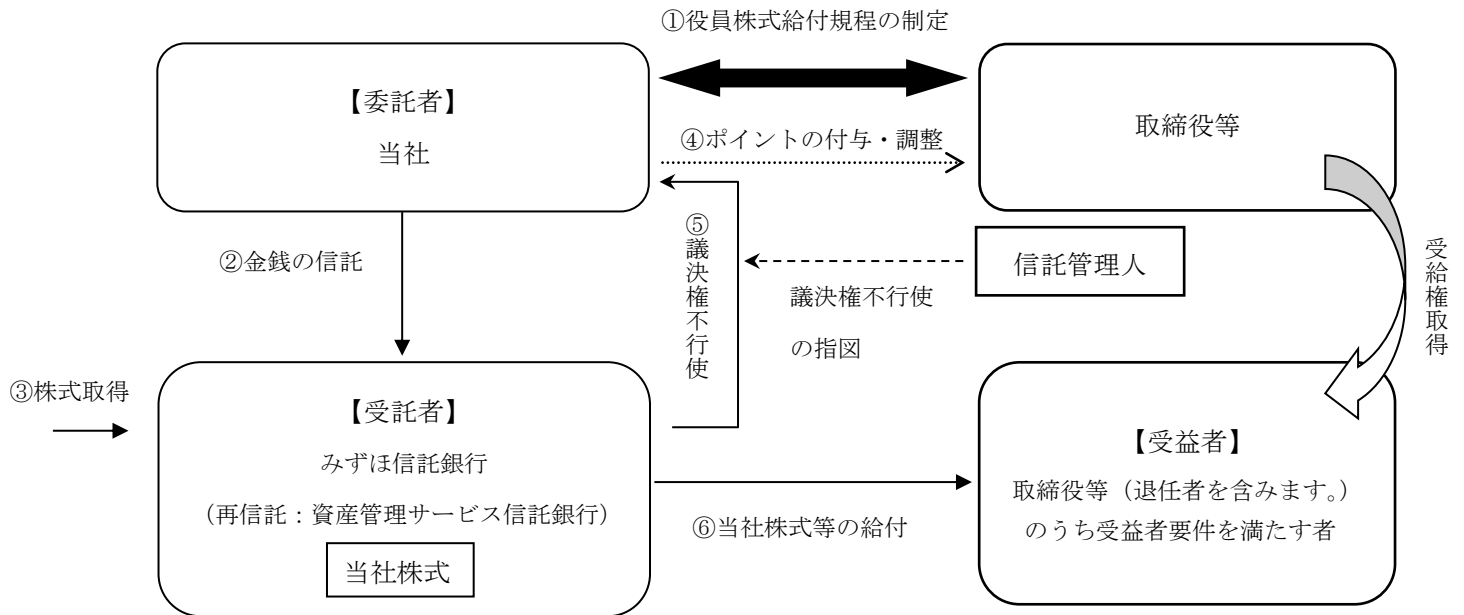 ①役員株式給付規程の制定
【委託者】
当社
取締役等
④ポイントの付与・調整
②金銭の信託
⑤議決権不行使
議決権不行使
の指図
信託管理人
受給権取得
③株式取得
【受託者】
みずほ信託銀行
（再信託：資産管理サービス信託銀行）
当社株式
⑥当社株式等の給付
【受益者】
取締役等（退任者を含みます。）
のうち受益者要件を満たす者